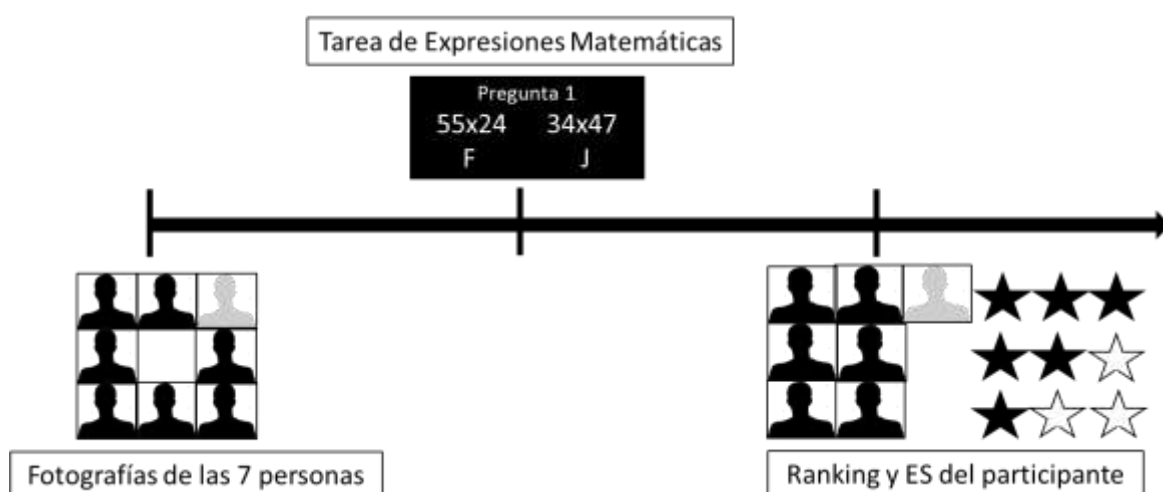 Tarea de Expresiones Matemáticas
Pregunta 1
55x24 34x47
F J
Fotografías de las 7 personas
Ranking y ES del participante